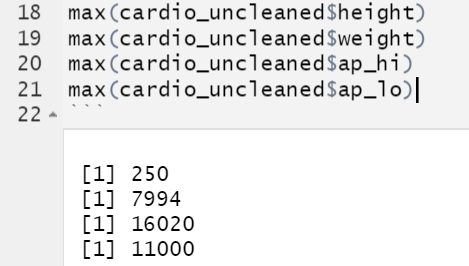 18 max(cardio_uncleaned$height)
19 max(cardio_uncleaned$weight)
20 max(cardio_uncleaned$ap_hi)
21 max(cardio_uncleaned$ap_lo)
22 ```
[1] 250
[1] 7994
[1] 16020
[1] 11000